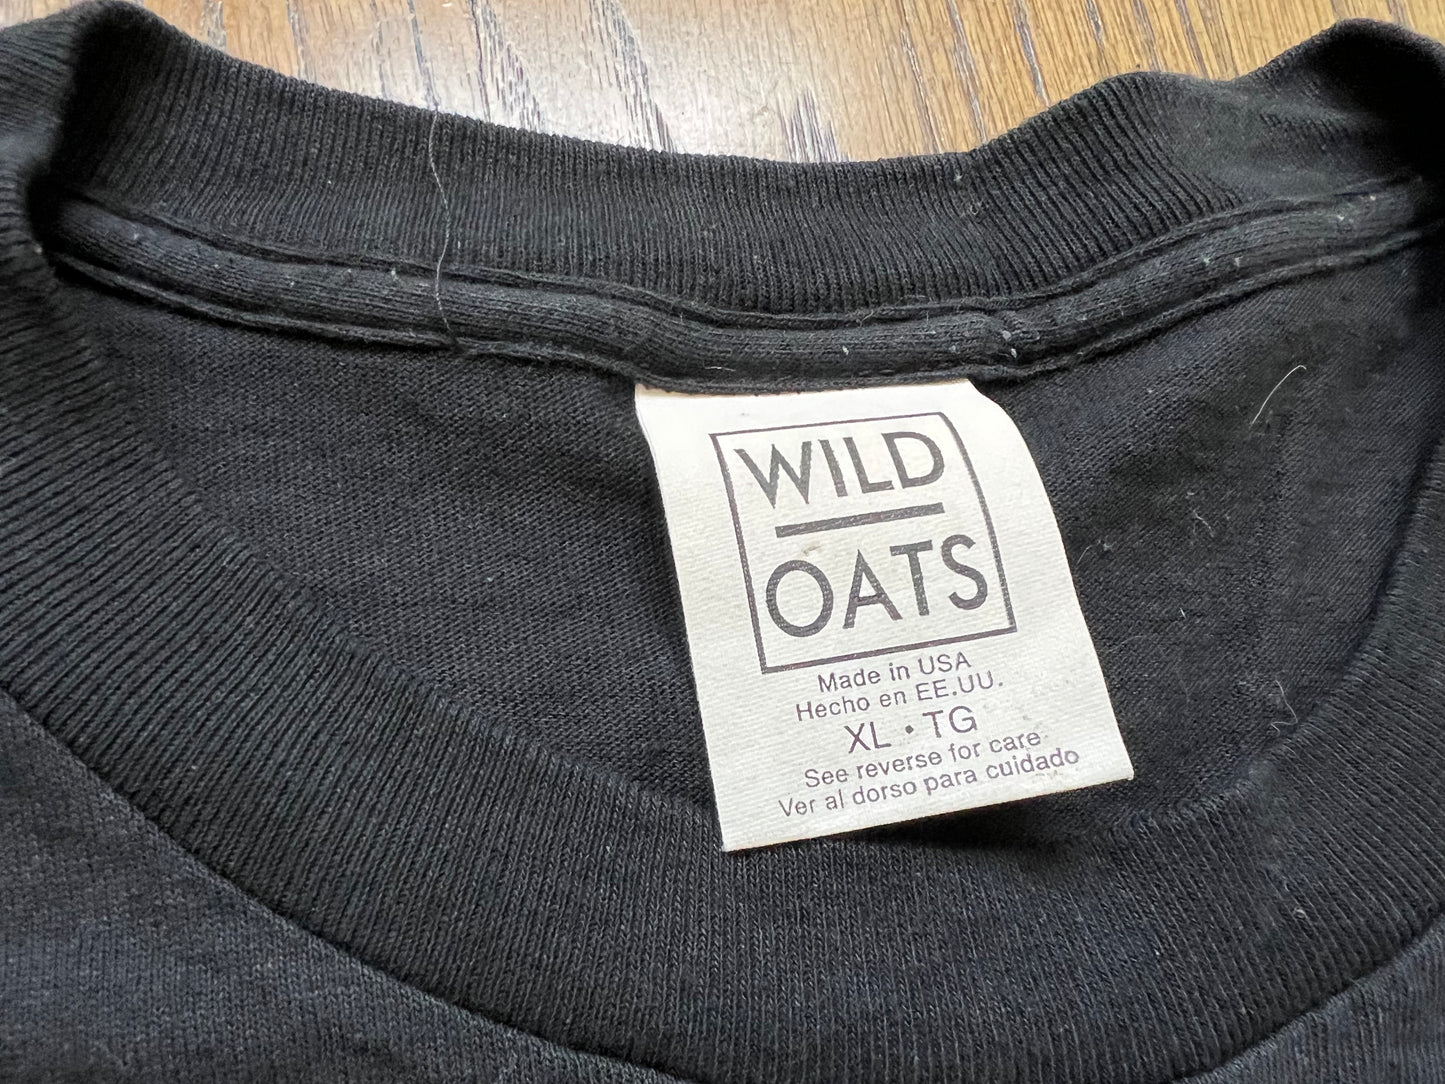 WILD
OATS
Made in USA
Hecho en EE.UU.
XL • TG
See reverse for care
Ver al dorso para cuidado